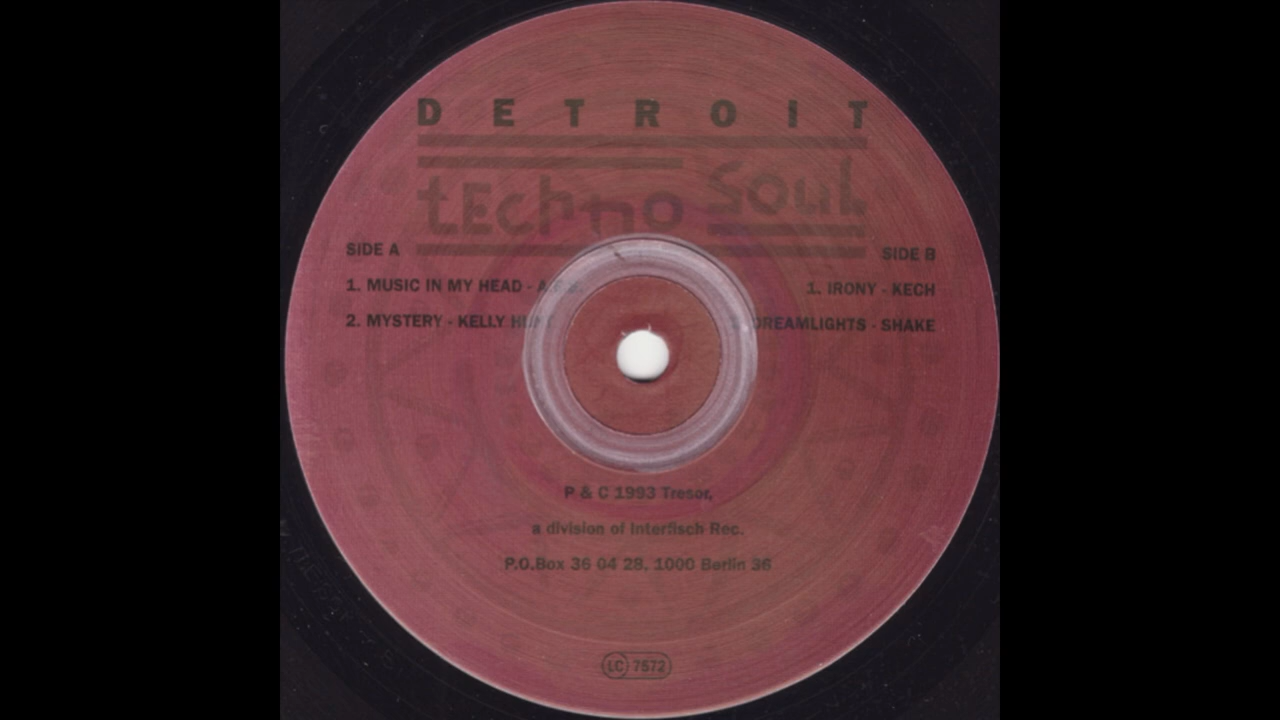 DETROIT
tEchno Soul
SIDE A
SIDE B
1. MUSIC IN MY HEAD -
1. IRONY - KECH
2. MYSTERY - KELLY
DREAMLIGHTS - SHAKE
P & C 1993 Tresor,
a division of Interfisch Rec.
P.O.Box 36 04 28, 1000 Berlin 36
LC 7572